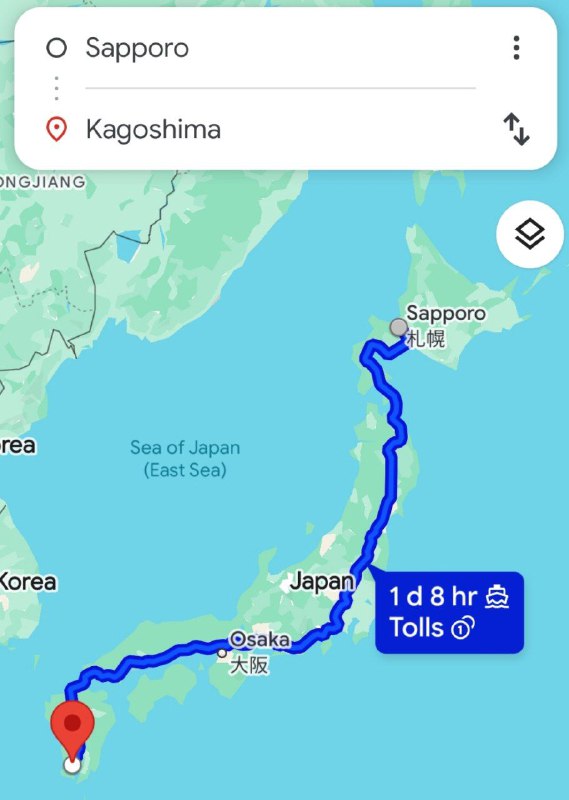 Sapporo
Kagoshima
ONGJIANG
Sapporo
札幌
rea
Sea of Japan
(East Sea)
Korea
Japan
1 d 8 hr
Tolls
Osaka
大阪